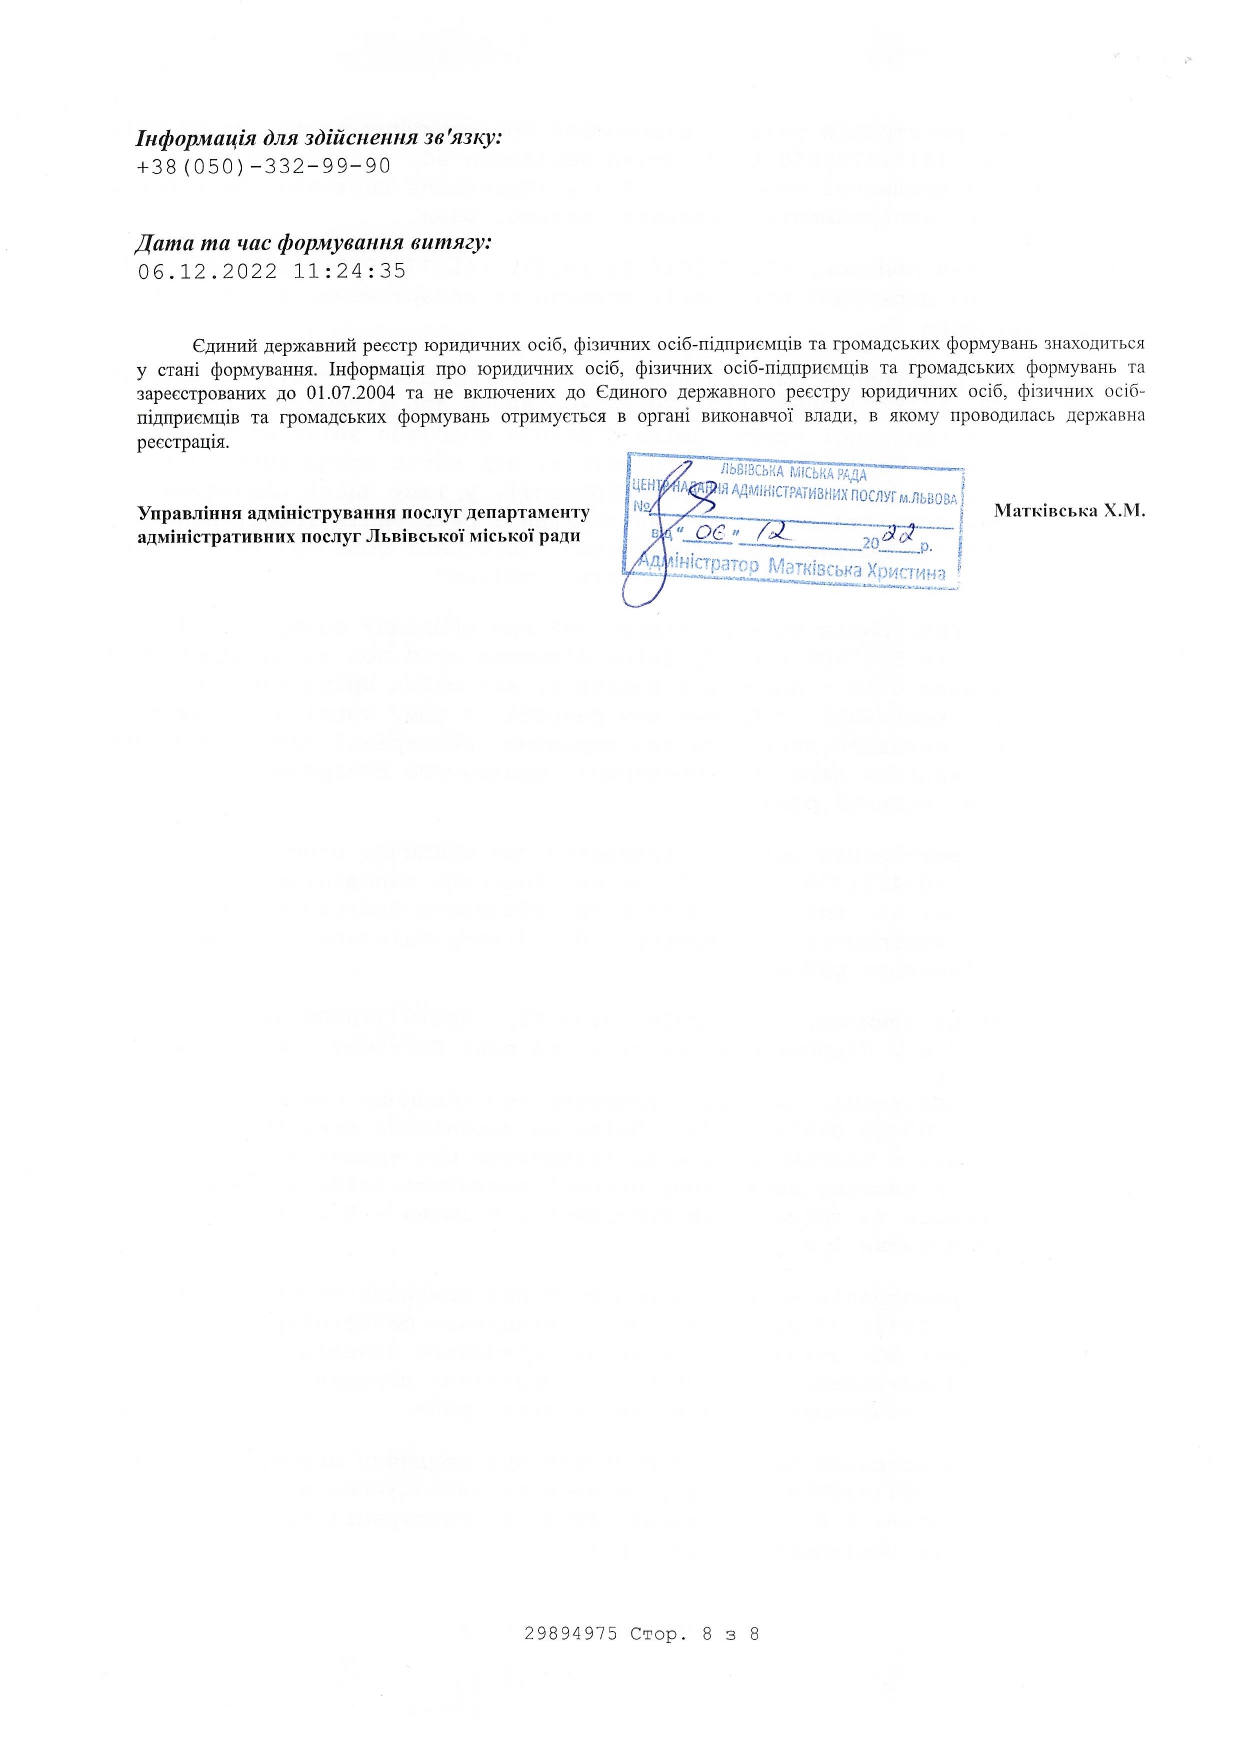 Інформація для здійснення зв'язку:
+38(050)-332-99-90
Дата та час формування витягу:
06.12.2022 11:24:35
Єдиний державний реєстр юридичних осіб, фізичних осіб-підприємців та громадських формувань знаходиться
у стані формування. Інформація про юридичних осіб, фізичних осіб-підприємців та громадських формувань та
зареєстрованих до 01.07.2004 та не включених до Єдиного державного реєстру юридичних осіб, фізичних осіб-
підприємців та громадських формувань отримується в органі виконавчої влади, в якому проводилась державна
реєстрація.
ЛЬВІВСЬКА МІСЬКА РАДА
ЦЕНТР НАДАННЯ АДМІНІСТРАТИВНИХ ПОСЛУГ м.ЛЬВОВА
№ 8
від "06" 12 2022 р.
Адміністратор Матківська Христина
Управління адміністрування послуг департаменту
адміністративних послуг Львівської міської ради
Матківська Х.М.
29894975 Стор. 8 з 8